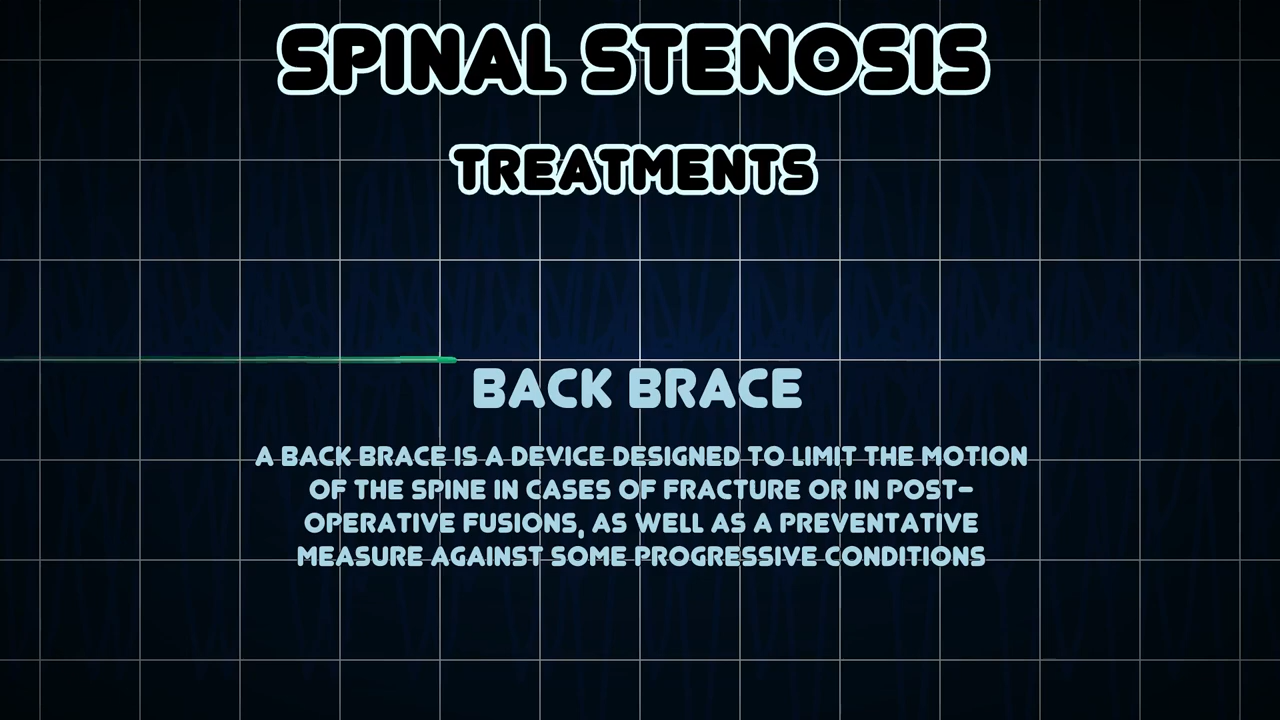 SPINAL STENOSIS
TREATMENTS
BACK BRACE
A BACK BRACE IS A DEVICE DESIGNED TO LIMIT THE MOTION
OF THE SPINE IN CASES OF FRACTURE OR IN POST-
OPERATIVE FUSIONS, AS WELL AS A PREVENTATIVE
MEASURE AGAINST SOME PROGRESSIVE CONDITIONS